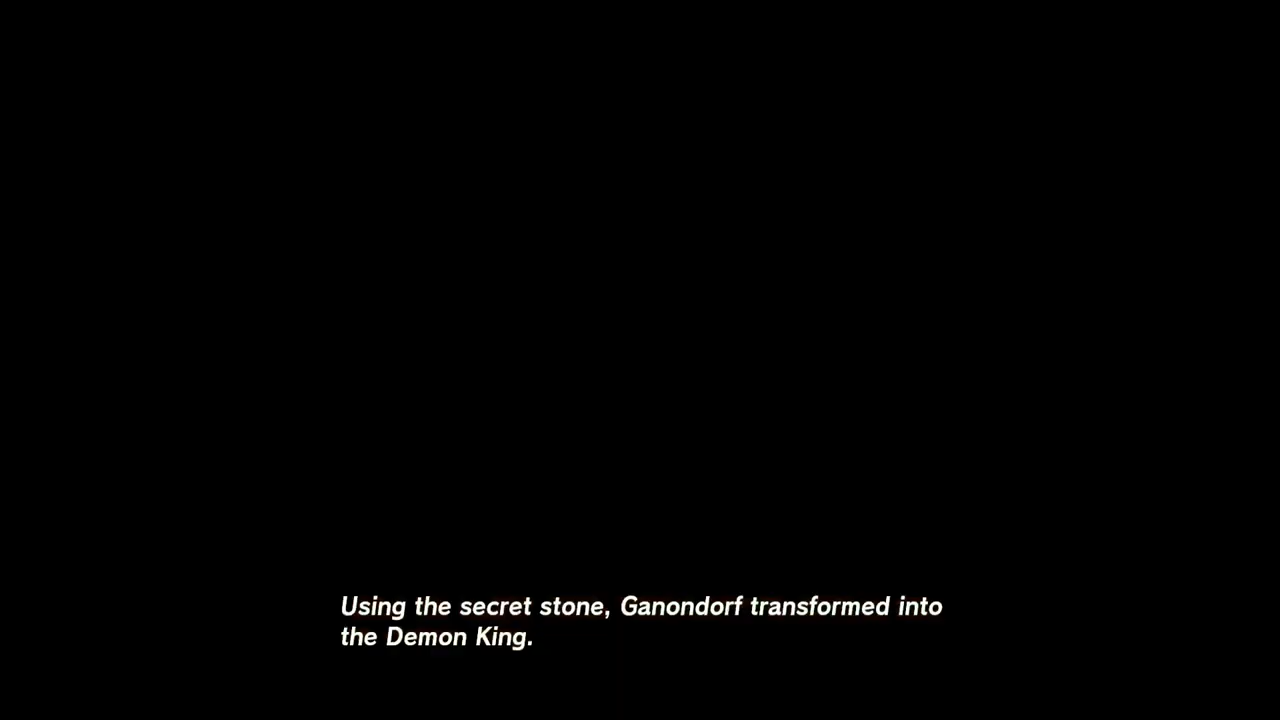 Using the secret stone, Ganondorf transformed into
the Demon King.